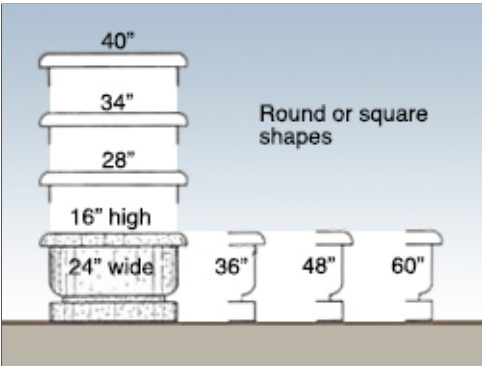 40”
34”
Round or square
shapes
28”
16” high
24” wide
36”
48”
60”